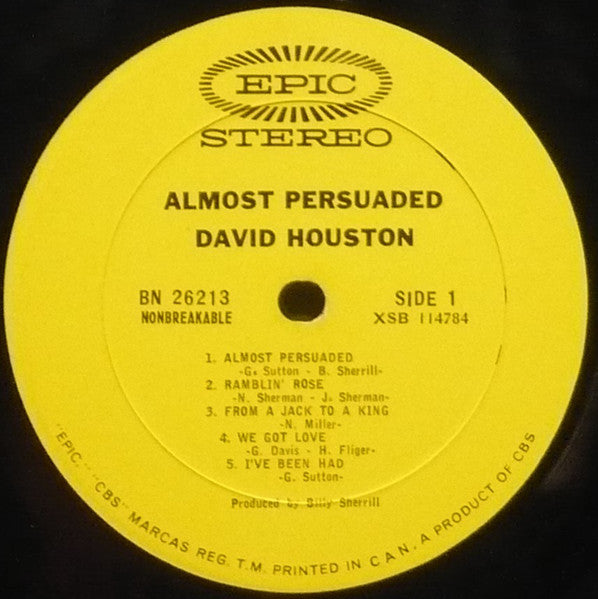 EPIC
STEREO
ALMOST PERSUADED
DAVID HOUSTON
BN 26213
NONBREAKABLE
SIDE 1
XSB 114784
1. ALMOST PERSUADED
-G. Sutton - B. Sherrill-
2. RAMBLIN' ROSE
-N. Sherman - J. Sherman-
3. FROM A JACK TO A KING
-N. Miller-
4. WE GOT LOVE
-G. Davis - H. Fliger-
5. I'VE BEEN HAD
-G. Sutton-
Produced by Billy Sherrill
"EPIC," "CBS" MARCAS REG. T.M. PRINTED IN C A N. A PRODUCT OF CBS